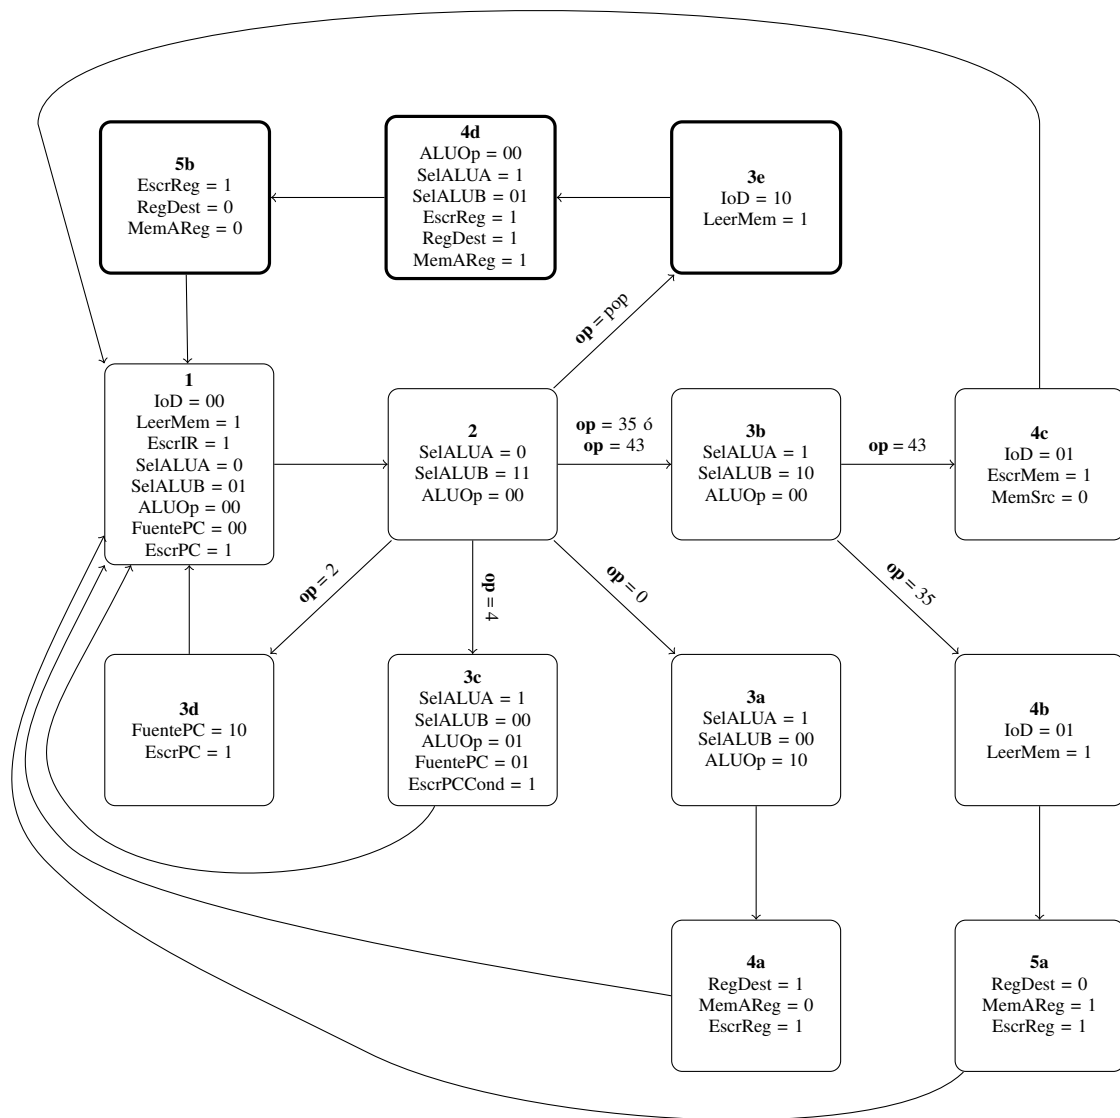 5b
EscrReg = 1
RegDest = 0
MemAReg = 0
4d
ALUOp = 00
SelALUA = 1
SelALUB = 01
EscrReg = 1
RegDest = 1
MemAReg = 1
3e
IoD = 10
LeerMem = 1
op = pop
1
IoD = 00
LeerMem = 1
EscrIR = 1
SelALUA = 0
SelALUB = 01
ALUOp = 00
FuentePC = 00
EscrPC = 1
2
SelALUA = 0
SelALUB = 11
ALUOp = 00
op = 35 ó
op = 43
3b
SelALUA = 1
SelALUB = 10
ALUOp = 00
op = 43
4c
IoD = 01
EscrMem = 1
MemSrc = 0
op = 2
op = 4
op = 0
op = 35
3d
FuentePC = 10
EscrPC = 1
3c
SelALUA = 1
SelALUB = 00
ALUOp = 01
FuentePC = 01
EscrPCCond = 1
3a
SelALUA = 1
SelALUB = 00
ALUOp = 10
4b
IoD = 01
LeerMem = 1
4a
RegDest = 1
MemAReg = 0
EscrReg = 1
5a
RegDest = 0
MemAReg = 1
EscrReg = 1